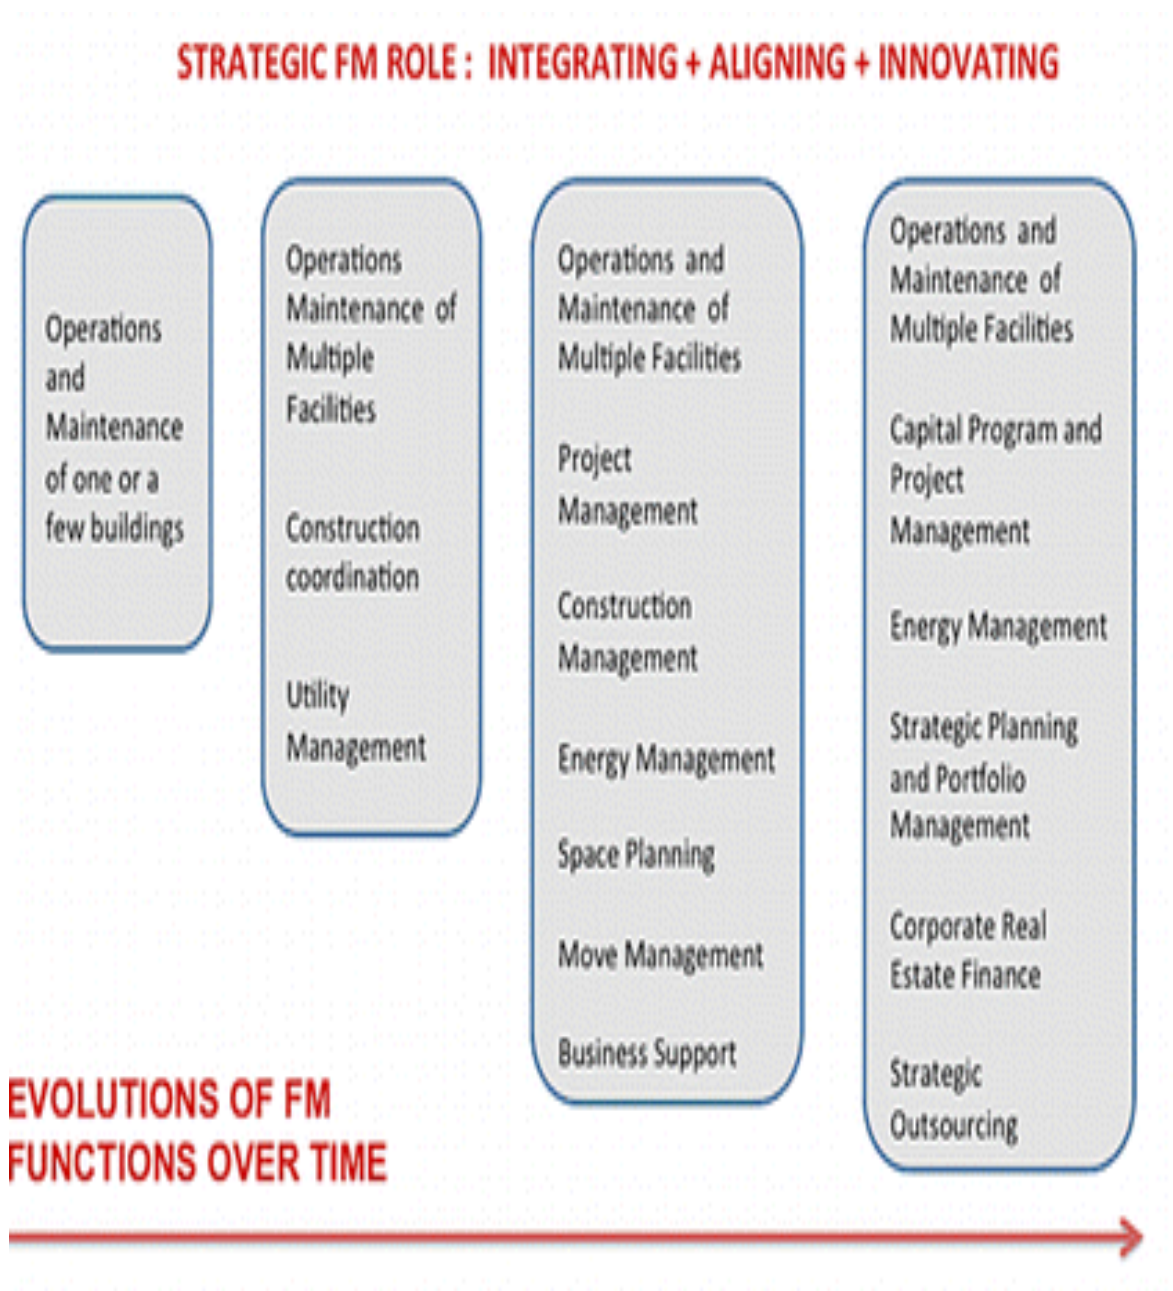 STRATEGIC FM ROLE : INTEGRATING + ALIGNING + INNOVATING
Operations
and
Maintenance
of one or a
few buildings
Operations
Maintenance of
Multiple
Facilities
Construction
coordination
Utility
Management
Operations and
Maintenance of
Multiple Facilities
Project
Management
Construction
Management
Energy Management
Space Planning
Move Management
Business Support
Operations and
Maintenance of
Multiple Facilities
Capital Program and
Project
Management
Energy Management
Strategic Planning
and Portfolio
Management
Corporate Real
Estate Finance
Strategic
Outsourcing
EVOLUTIONS OF FM
FUNCTIONS OVER TIME